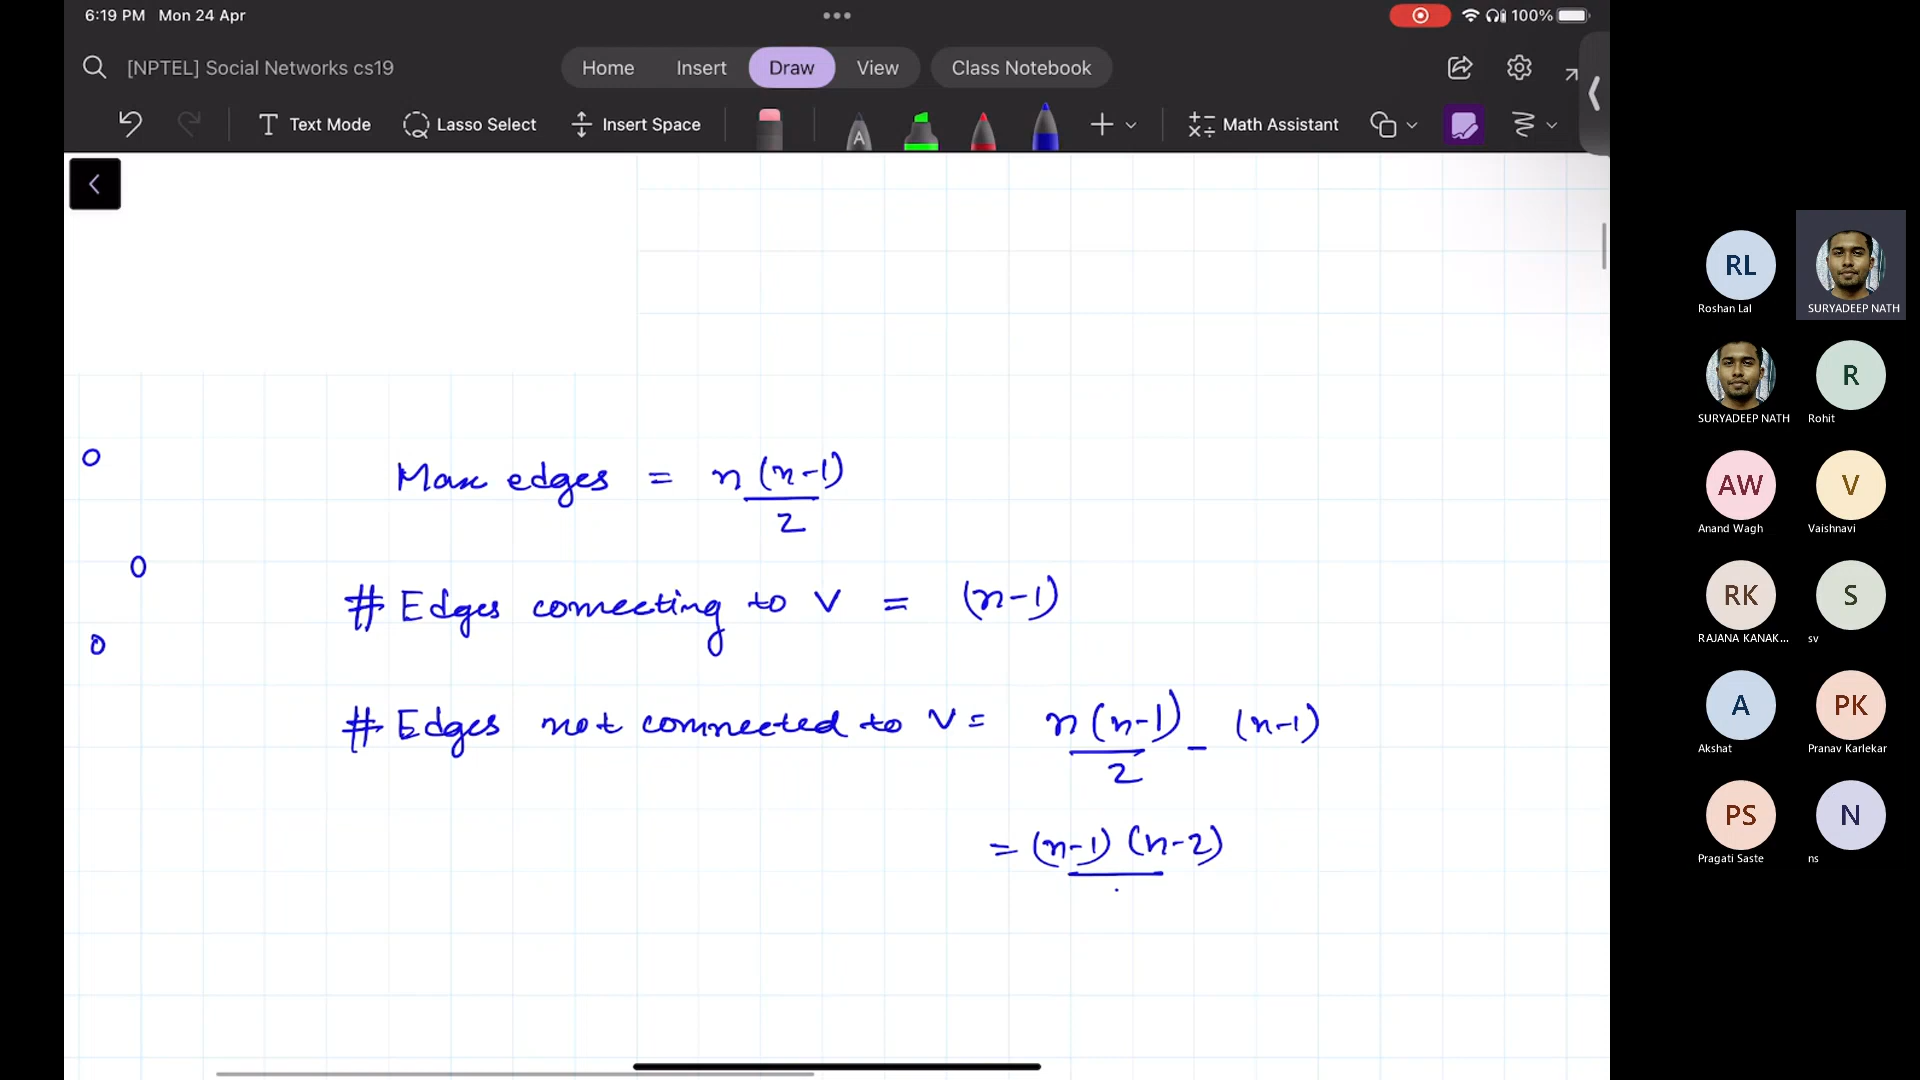 6:19 PM Mon 24 Apr
100%
[NPTEL] Social Networks cs19
Home Insert Draw View Class Notebook
Text Mode Lasso Select Insert Space A Math Assistant
Max edges = n(n-1)/2
# Edges connecting to V = (n-1)
# Edges not connected to V = n(n-1)/2 - (n-1)
= (n-1)(n-2)
RL
Roshan Lal
SURYADEEP NATH
SURYADEEP NATH
R
Rohit
AW
Anand Wagh
V
Vaishnavi
RK
RAJANA KANAK...
S
sv
A
Akshat
PK
Pranav Karlekar
PS
Pragati Saste
N
ns